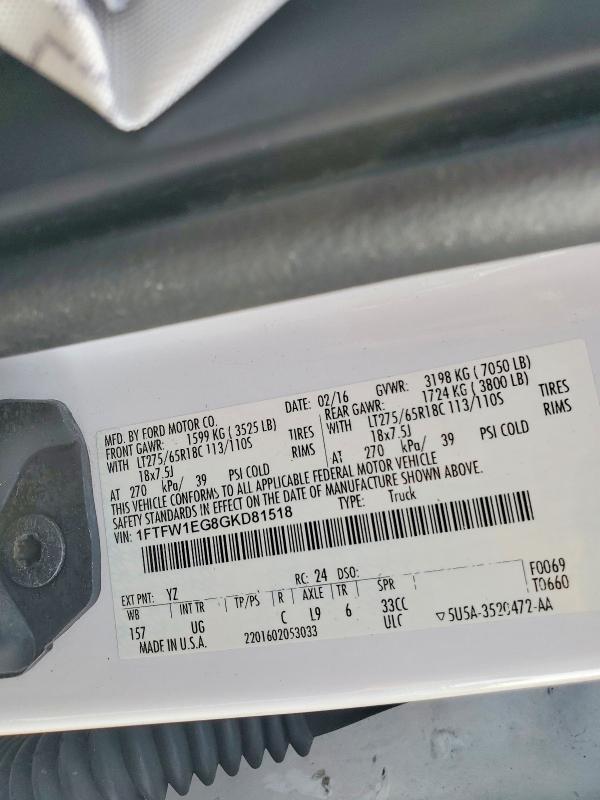 MFD. BY FORD MOTOR CO. DATE: 02/16 GVWR: 3198 KG ( 7050 LB)
FRONT GAWR: 1599 KG ( 3525 LB) REAR GAWR: 1724 KG ( 3800 LB)
WITH LT275/65R18C 113/110S TIRES WITH LT275/65R18C 113/110S TIRES
18x7.5J RIMS 18x7.5J RIMS
AT 270 kPa/ 39 PSI COLD AT 270 kPa/ 39 PSI COLD
THIS VEHICLE CONFORMS TO ALL APPLICABLE FEDERAL MOTOR VEHICLE
SAFETY STANDARDS IN EFFECT ON THE DATE OF MANUFACTURE SHOWN ABOVE.
VIN: 1FTFW1EG8GKD81518 TYPE: Truck
EXT PNT: YZ RC: 24 DSO: F0069
WB INT TR TP/PS R AXLE TR SPR T0660
157 UG C L9 6 33CC
MADE IN U.S.A. 2201602053033 ULC ▽5U5A-3520472-AA